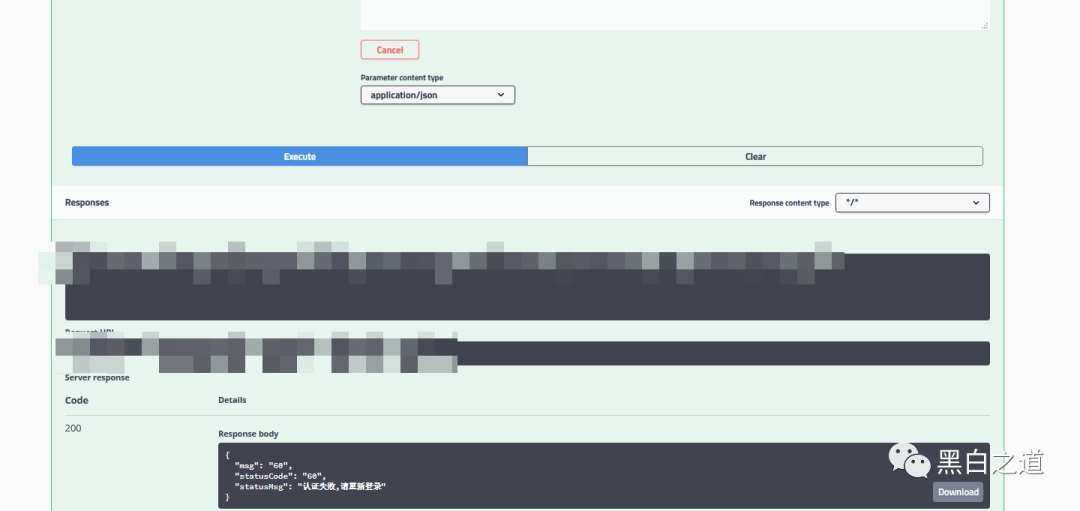 Cancel
Parameter content type
application/json
Execute
Clear
Responses
Response content type
*/*
Request URL
Server response
Code
Details
200
Response body
{
"msg": "60",
"statusCode": "60",
"statusMsg": "认证失败,请重新登录"
}
黑白之道
Download